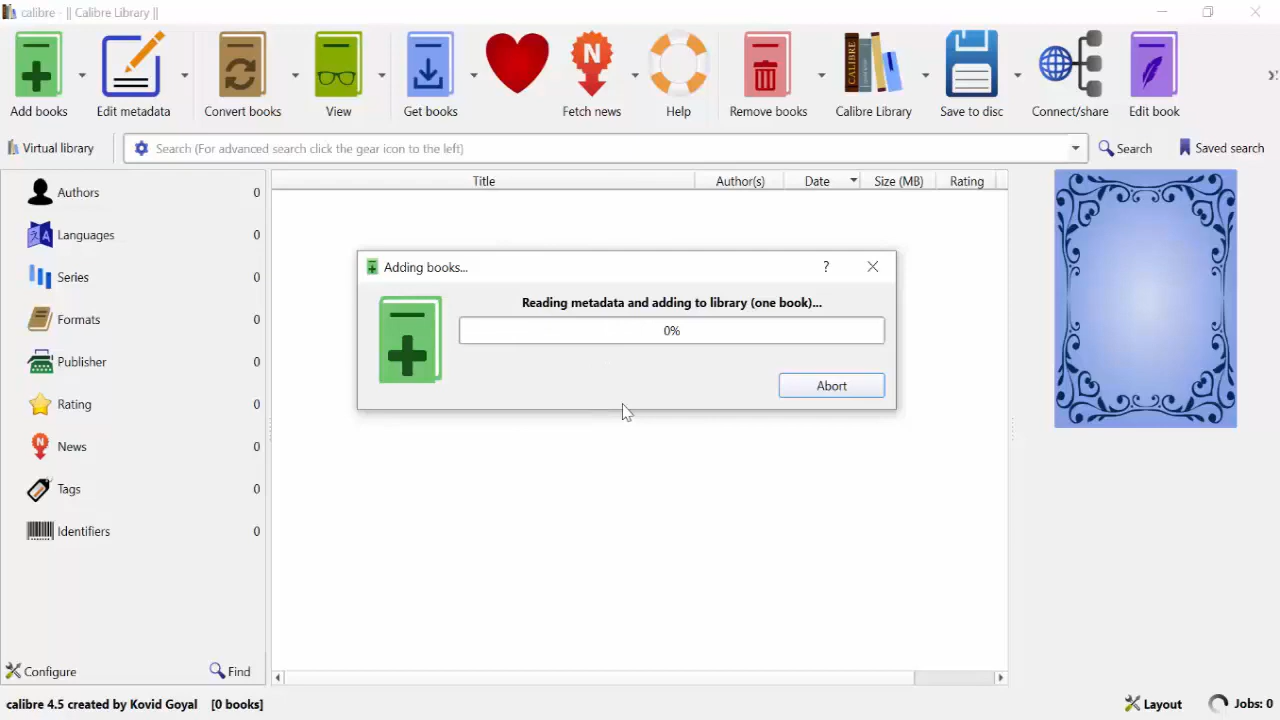 calibre - || Calibre Library ||
Add books
Edit metadata
Convert books
View
Get books
N
Fetch news
Help
Remove books
CALIBRE
Calibre Library
Save to disc
Connect/share
Edit book
Virtual library
Search (For advanced search click the gear icon to the left)
Search
Saved search
Title
Author(s)
Date
Size (MB)
Rating
Authors 0
A Languages 0
Series 0
Formats 0
Publisher 0
Rating 0
N News 0
Tags 0
Identifiers 0
Adding books...
?
Reading metadata and adding to library (one book)...
0%
Abort
Configure
Find
calibre 4.5 created by Kovid Goyal [0 books]
Layout
Jobs: 0